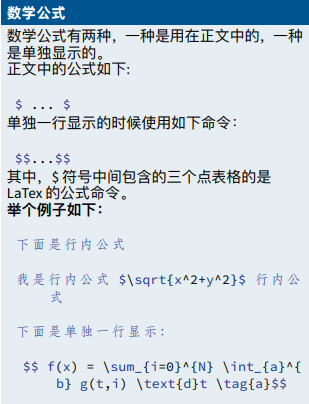 数学公式
数学公式有两种，一种是用在正文中的，一种
是单独显示的。
正文中的公式如下：
$ ... $
单独一行显示的时候使用如下命令：
$$...$$
其中，$ 符号中间包含的三个点表格的是
LaTex 的公式命令。
举个例子如下：
下面是行内公式
我是行内公式 $\sqrt{x^2+y^2}$ 行内公
式
下面是单独一行显示:
$$ f(x) = \sum_{i=0}^{N} \int_{a}^{
b} g(t,i) \text{d}t \tag{a}$$